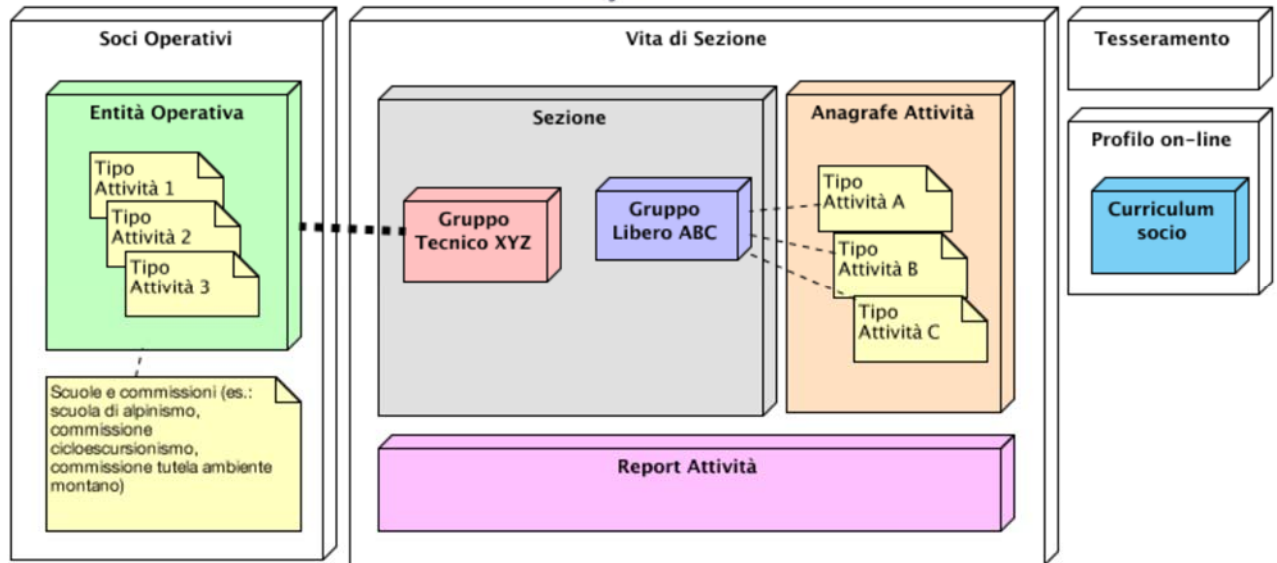 Soci Operativi
Entità Operativa
Tipo
Attività 1
Tipo
Attività 2
Tipo
Attività 3
Scuole e commissioni (es.:
scuola di alpinismo,
commissione
cicloescursionismo,
commissione tutela ambiente
montano)
Vita di Sezione
Sezione
Gruppo
Tecnico XYZ
Gruppo
Libero ABC
Anagrafe Attività
Tipo
Attività A
Tipo
Attività B
Tipo
Attività C
Report Attività
Tesseramento
Profilo on-line
Curriculum
socio